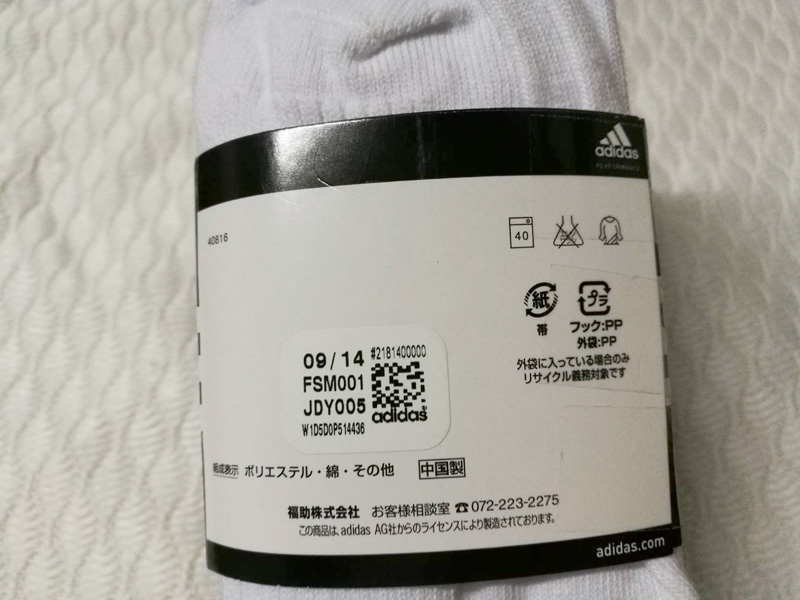 adidas
PERFORMANCE
40816
40
紙
帯
プラ
フック:PP
外袋:PP
外袋に入っている場合のみ
リサイクル義務対象です
09/14 #2181400000
FSM001
JDY005
adidas
W1D5D0P514436
組成表示 ポリエステル・綿・その他 中国製
福助株式会社 お客様相談室 ☎072-223-2275
この商品は、adidas AG社からのライセンスにより製造されております。
adidas.com